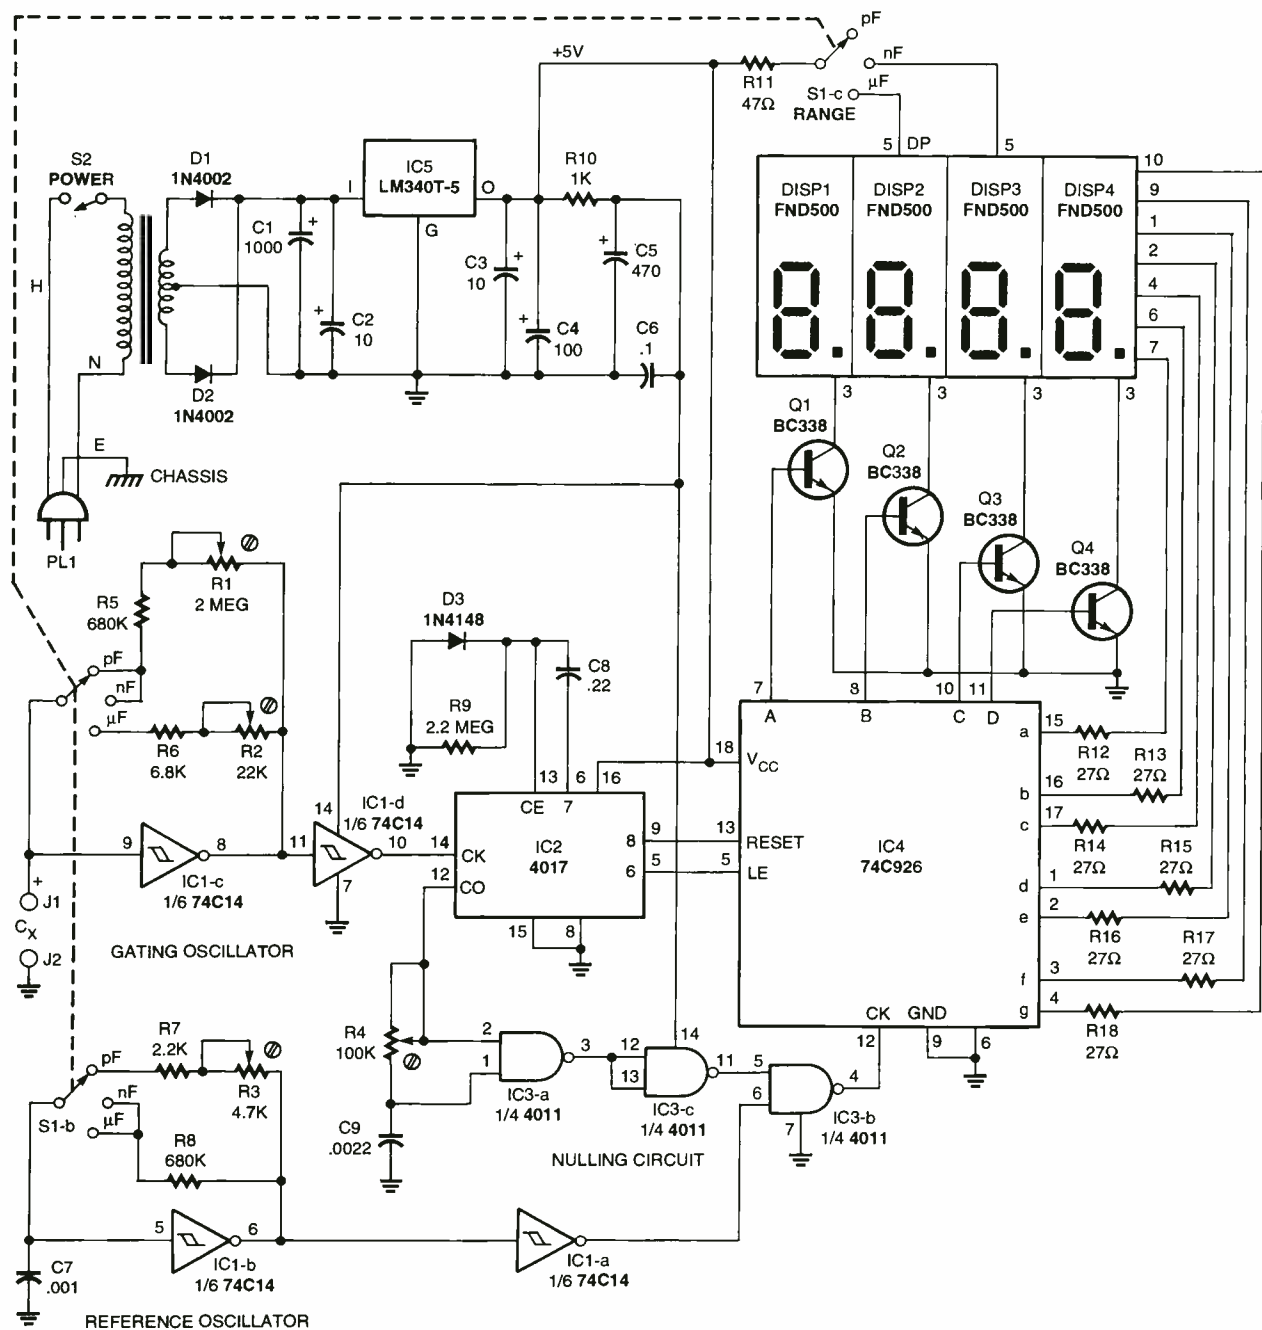 pF
nF
μF
+5V
R11
47Ω
S1-c
RANGE
S2
POWER
D1
1N4002
I
IC5
LM340T-5
O
G
R10
1K
5
DP
5
10
9
1
2
4
6
7
DISP1
FND500
DISP2
FND500
DISP3
FND500
DISP4
FND500
8.
8.
8.
8.
C1
1000
+
C2
10
+
C3
10
+
C4
100
+
C5
470
+
C6
.1
H
N
D2
1N4002
E
CHASSIS
PL1
3
3
3
3
Q1
BC338
Q2
BC338
Q3
BC338
Q4
BC338
R1
2 MEG
R5
680K
pF
nF
μF
R6
6.8K
R2
22K
D3
1N4148
C8
.22
R9
2.2 MEG
13
6
16
18
7
8
10
11
A
B
C
D
VCC
a
15
R12
27Ω
R13
27Ω
b
16
c
17
R14
27Ω
R15
27Ω
d
1
e
2
R16
27Ω
R17
27Ω
f
3
g
4
R18
27Ω
9
8
IC1-c
1/6 74C14
11
14
IC1-d
1/6 74C14
10
7
14
CK
12
CO
CE
7
IC2
4017
8
9
6
5
15
8
13
RESET
5
LE
IC4
74C926
CK
GND
12
9
6
+
J1
CX
J2
GATING OSCILLATOR
R7
2.2K
pF
nF
μF
S1-b
R3
4.7K
R8
680K
R4
100K
C9
.0022
2
1
3
IC3-a
1/4 4011
12
13
14
11
IC3-c
1/4 4011
5
6
4
7
IC3-b
1/4 4011
NULLING CIRCUIT
5
6
IC1-b
1/6 74C14
IC1-a
1/6 74C14
C7
.001
REFERENCE OSCILLATOR